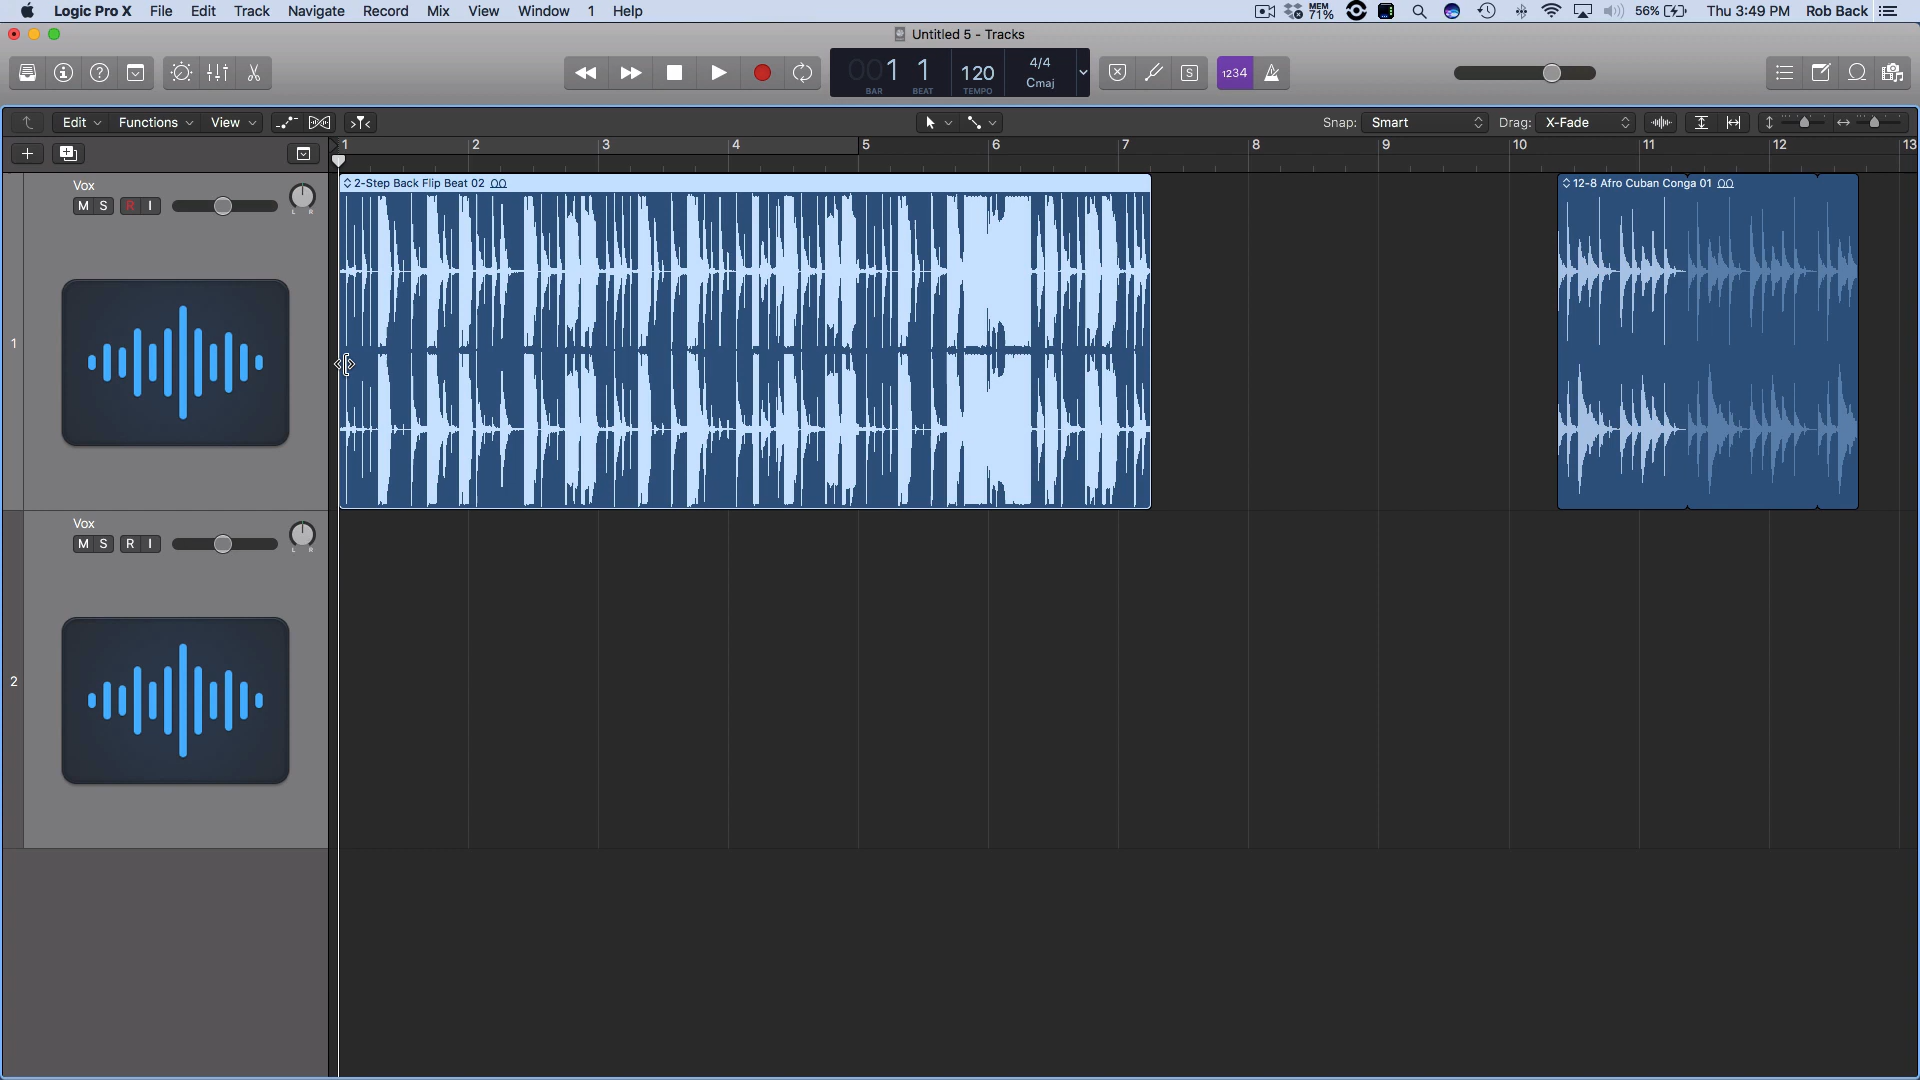 Logic Pro X File Edit Track Navigate Record Mix View Window 1 Help MEM 71% 56% Thu 3:49 PM Rob Back
Untitled 5 - Tracks
001 1 120 4/4 Cmaj
BAR BEAT TEMPO
S 1234
Edit Functions View Snap: Smart Drag: X-Fade
1 2 3 4 5 6 7 8 9 10 11 12 13
Vox
M S R I
L R
1
2-Step Back Flip Beat 02
12-8 Afro Cuban Conga 01
Vox
M S R I
L R
2